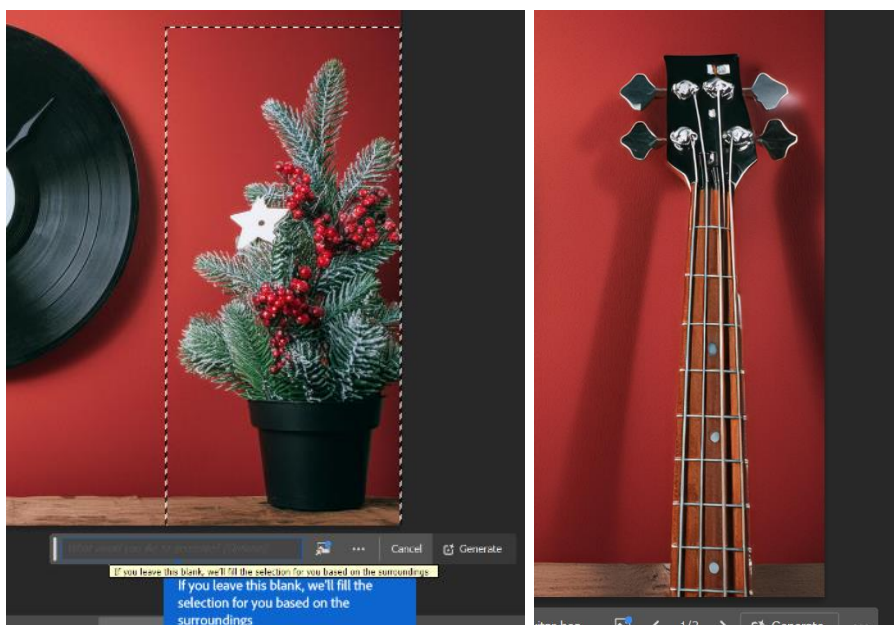 Cancel
Generate
If you leave this blank, we'll fill the selection for you based on the surroundings
If you leave this blank, we'll fill the
selection for you based on the
surroundings
1/3
Generate